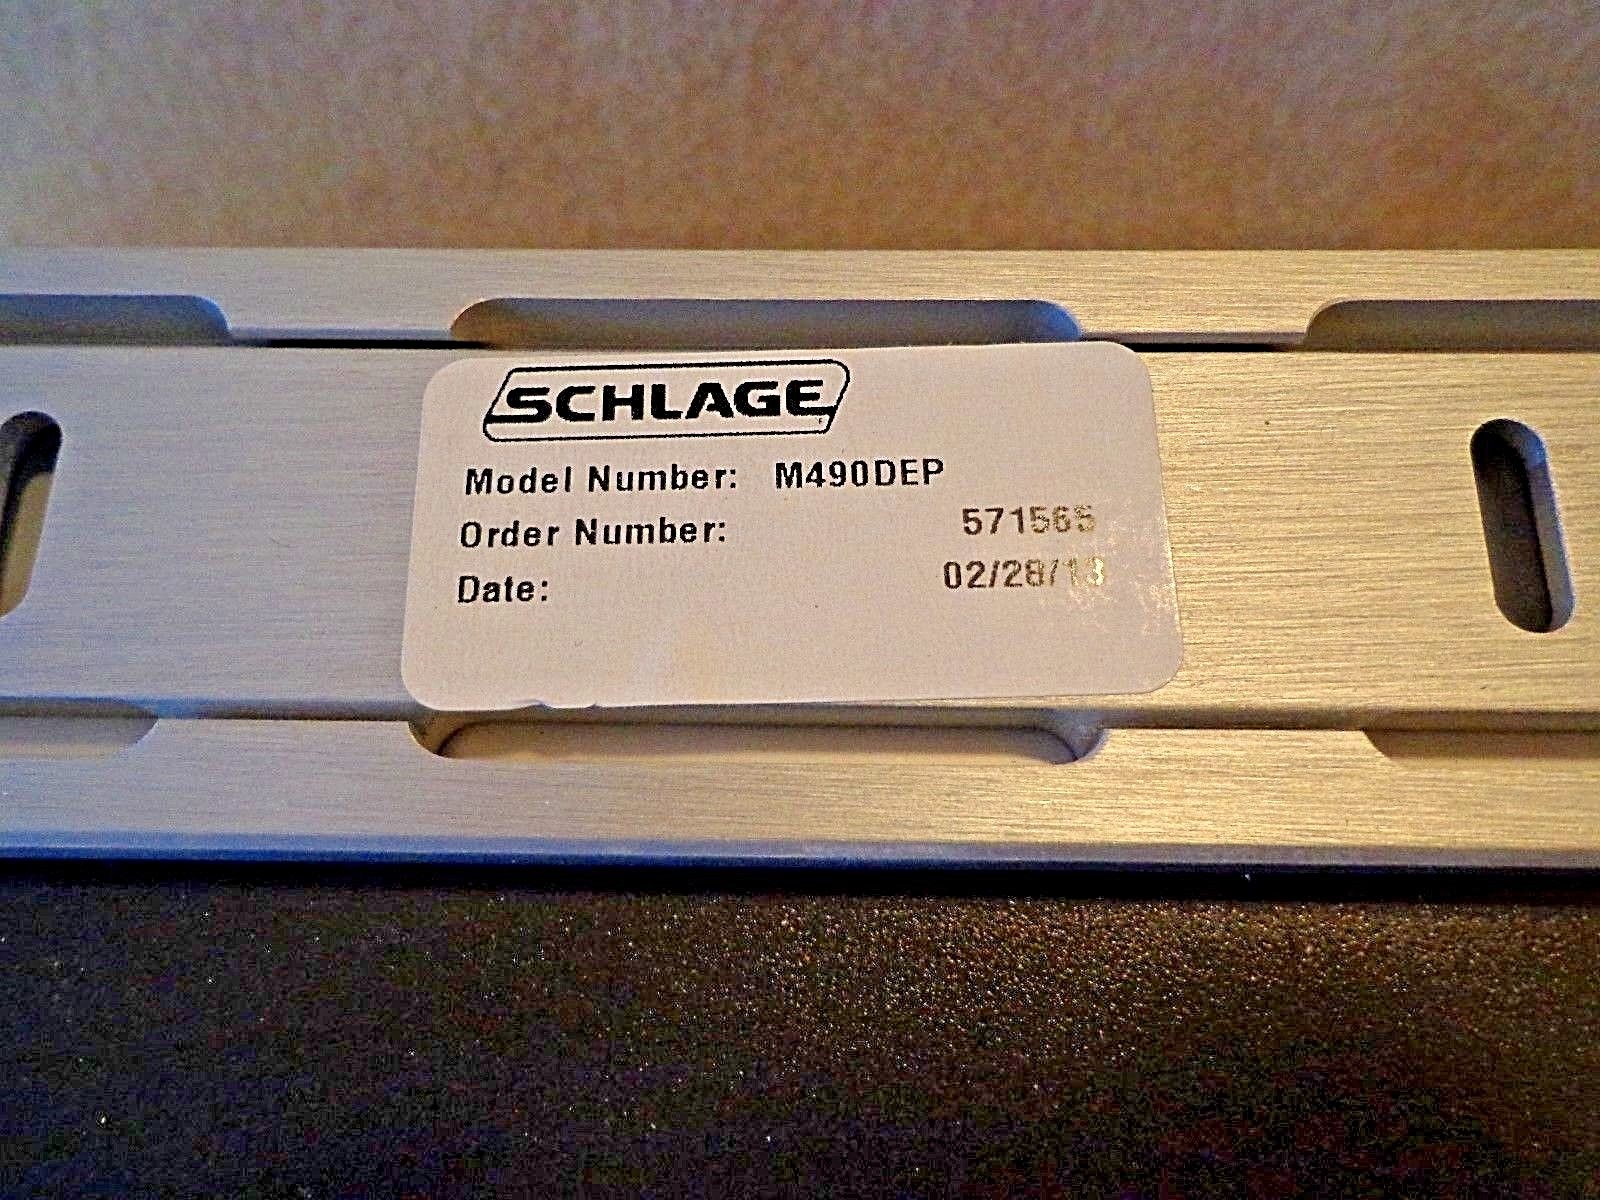 SCHLAGE
Model Number: M490DEP
Order Number: 571565
Date: 02/28/13